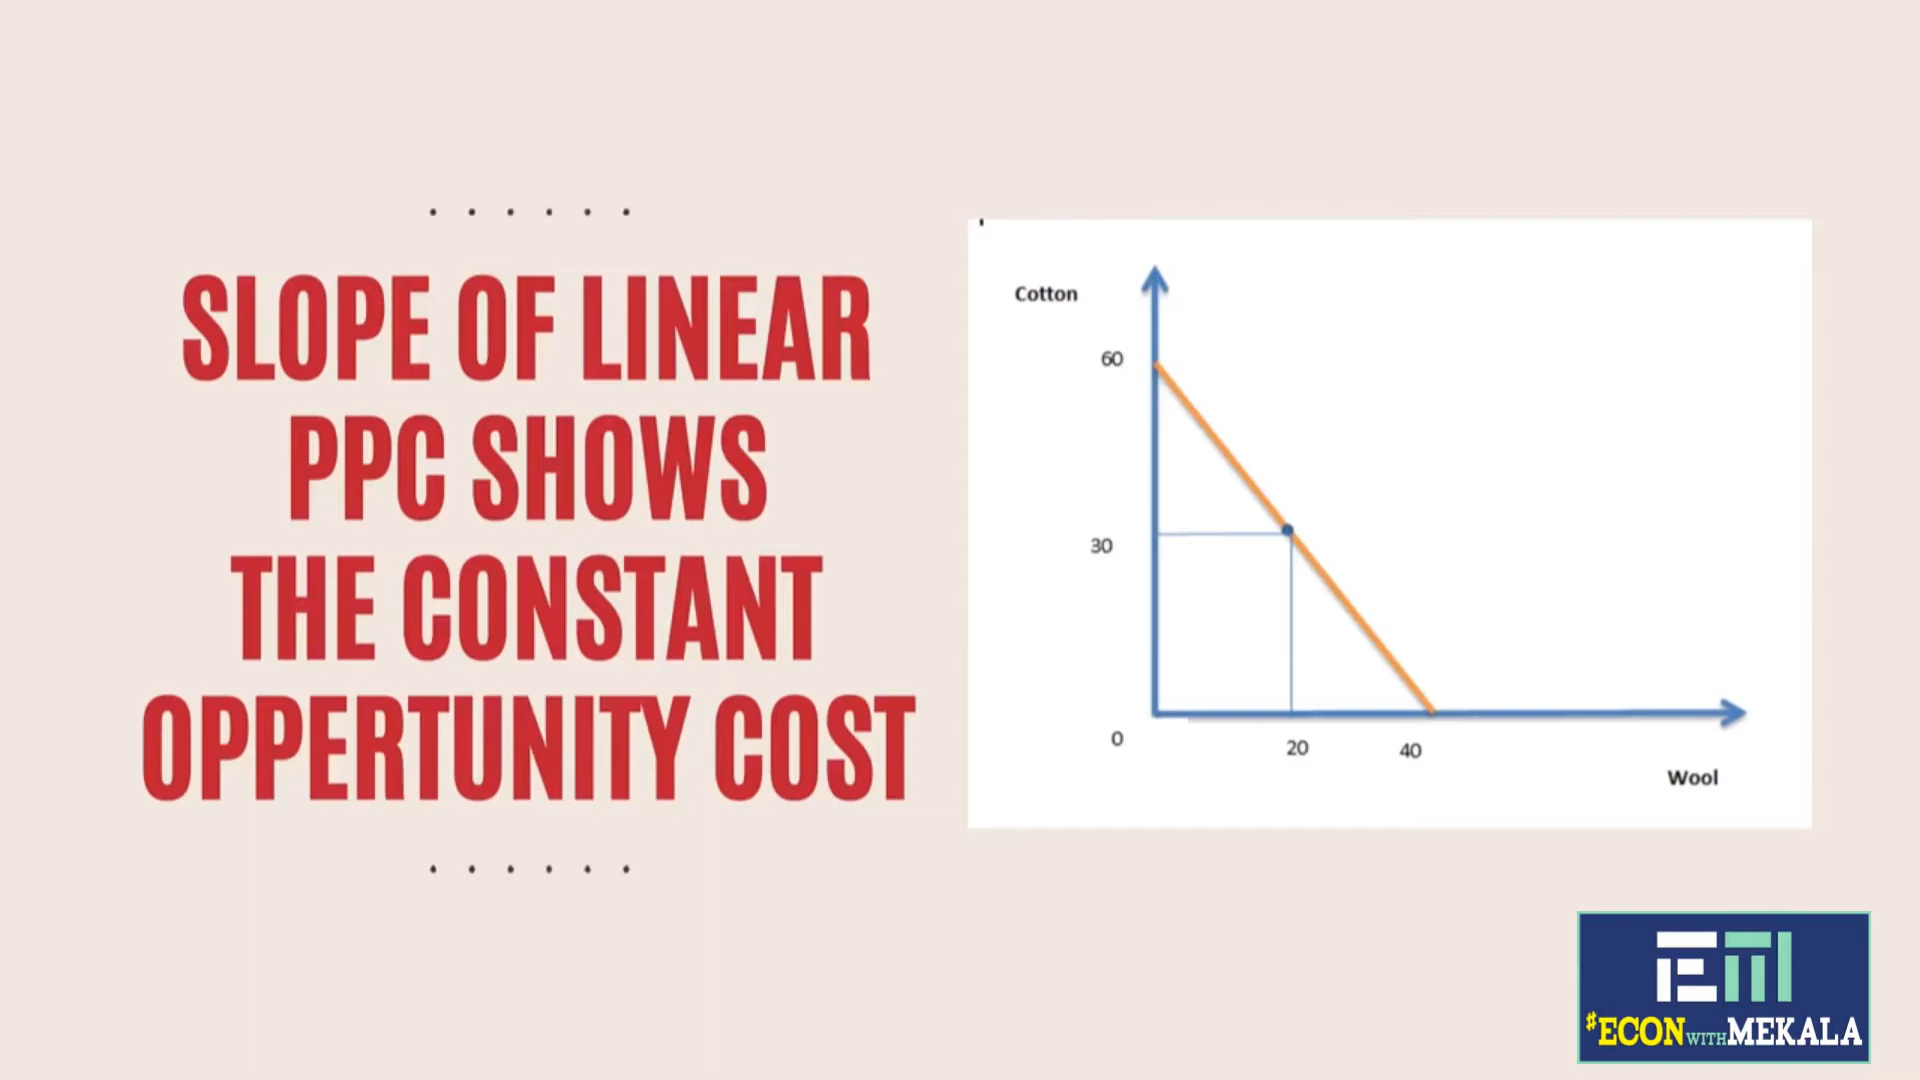 SLOPE OF LINEAR
PPC SHOWS
THE CONSTANT
OPPERTUNITY COST
Cotton
60
30
0
20
40
Wool
EM
#ECON WITH MEKALA